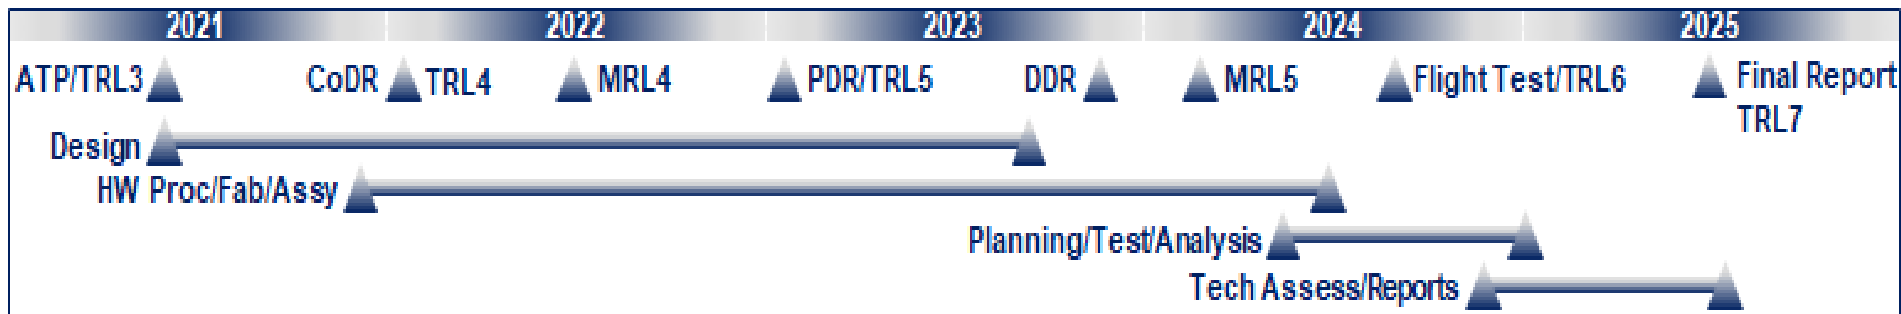 2021 2022 2023 2024 2025
ATP/TRL3 CoDR TRL4 MRL4 PDR/TRL5 DDR MRL5 Flight Test/TRL6 Final Report
TRL7
Design
HW Proc/Fab/Assy
Planning/Test/Analysis
Tech Assess/Reports